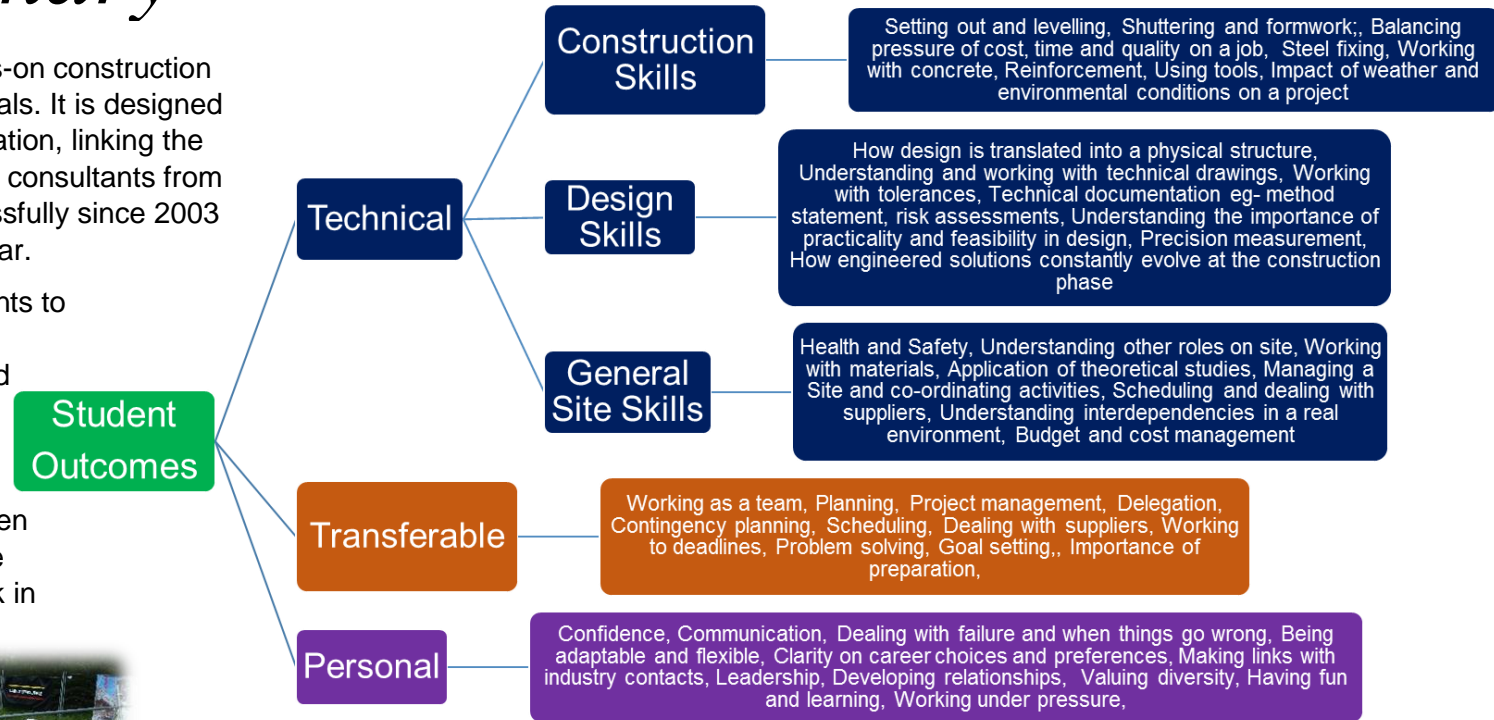 s-on construction
als. It is designed
ation, linking the
consultants from
ssfully since 2003
ar.
nts to
d
en
e
k in
Student
Outcomes
Technical
Construction
Skills
Setting out and levelling, Shuttering and formwork;, Balancing
pressure of cost, time and quality on a job, Steel fixing, Working
with concrete, Reinforcement, Using tools, Impact of weather and
environmental conditions on a project
Design
Skills
How design is translated into a physical structure,
Understanding and working with technical drawings, Working
with tolerances, Technical documentation eg- method
statement, risk assessments, Understanding the importance of
practicality and feasibility in design, Precision measurement,
How engineered solutions constantly evolve at the construction
phase
General
Site Skills
Health and Safety, Understanding other roles on site, Working
with materials, Application of theoretical studies, Managing a
Site and co-ordinating activities, Scheduling and dealing with
suppliers, Understanding interdependencies in a real
environment, Budget and cost management
Transferable
Working as a team, Planning, Project management, Delegation,
Contingency planning, Scheduling, Dealing with suppliers, Working
to deadlines, Problem solving, Goal setting,, Importance of
preparation,
Personal
Confidence, Communication, Dealing with failure and when things go wrong, Being
adaptable and flexible, Clarity on career choices and preferences, Making links with
industry contacts, Leadership, Developing relationships, Valuing diversity, Having fun
and learning, Working under pressure,